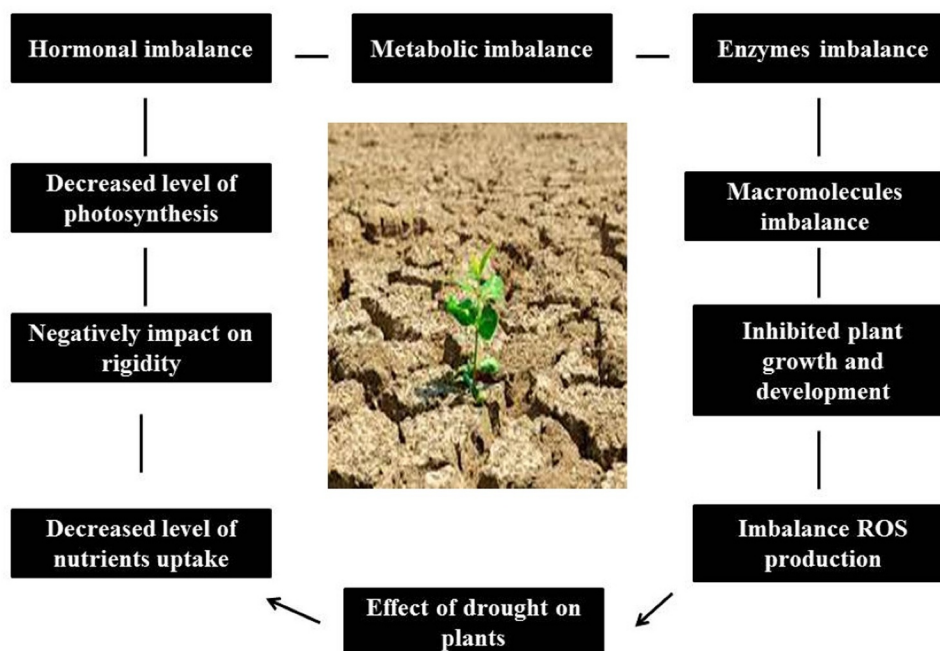 Hormonal imbalance
Metabolic imbalance
Enzymes imbalance
Decreased level of
photosynthesis
Macromolecules
imbalance
Negatively impact on
rigidity
Inhibited plant
growth and
development
Decreased level of
nutrients uptake
Imbalance ROS
production
Effect of drought on
plants